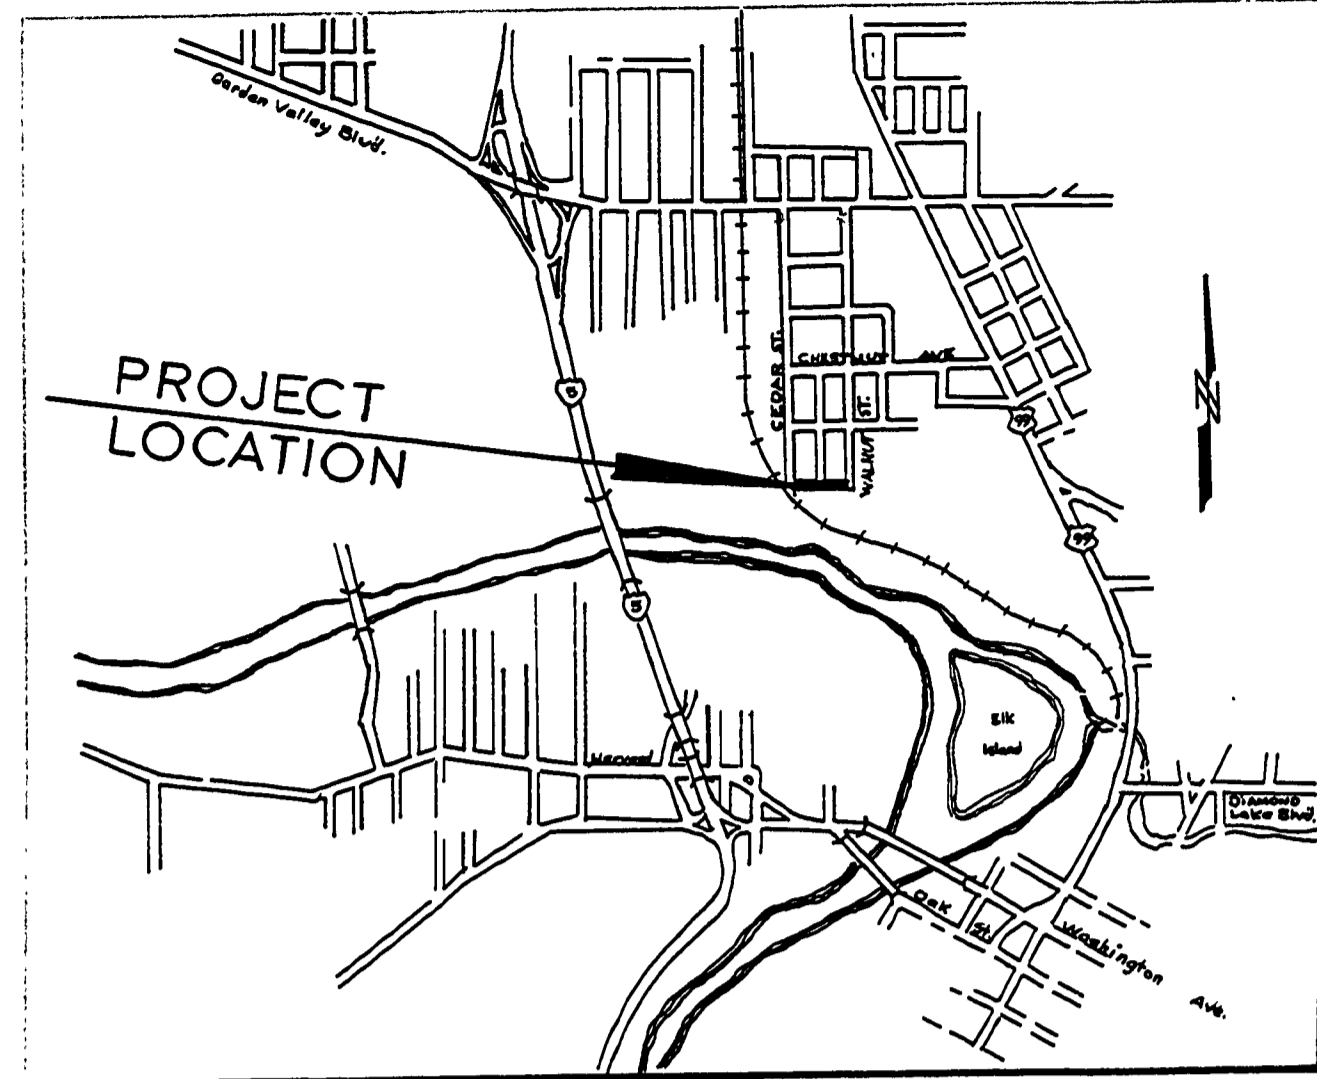 Garden Valley Blvd.
PROJECT
LOCATION
5
CEDAR ST.
CHESTNUT AVE
WALNUT ST.
99
99
5
Elk
Island
Harvard
DIAMOND
Lake Blvd.
Oak St.
Washington Ave.
N